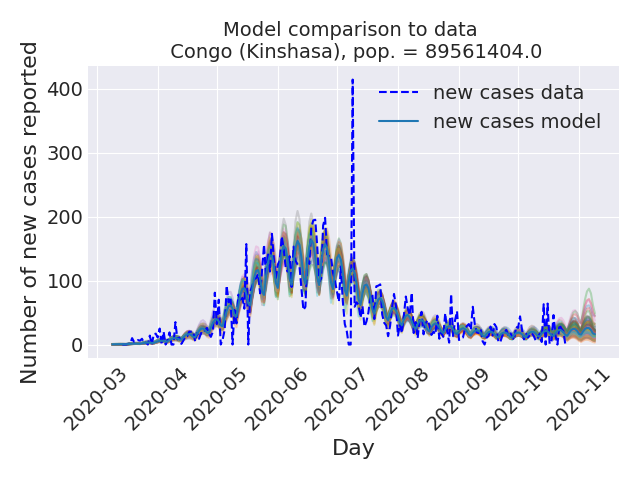 Model comparison to data
Congo (Kinshasa), pop. = 89561404.0
new cases data
new cases model
Number of new cases reported
400
300
200
100
0
2020-03
2020-04
2020-05
2020-06
2020-07
2020-08
2020-09
2020-10
2020-11
Day